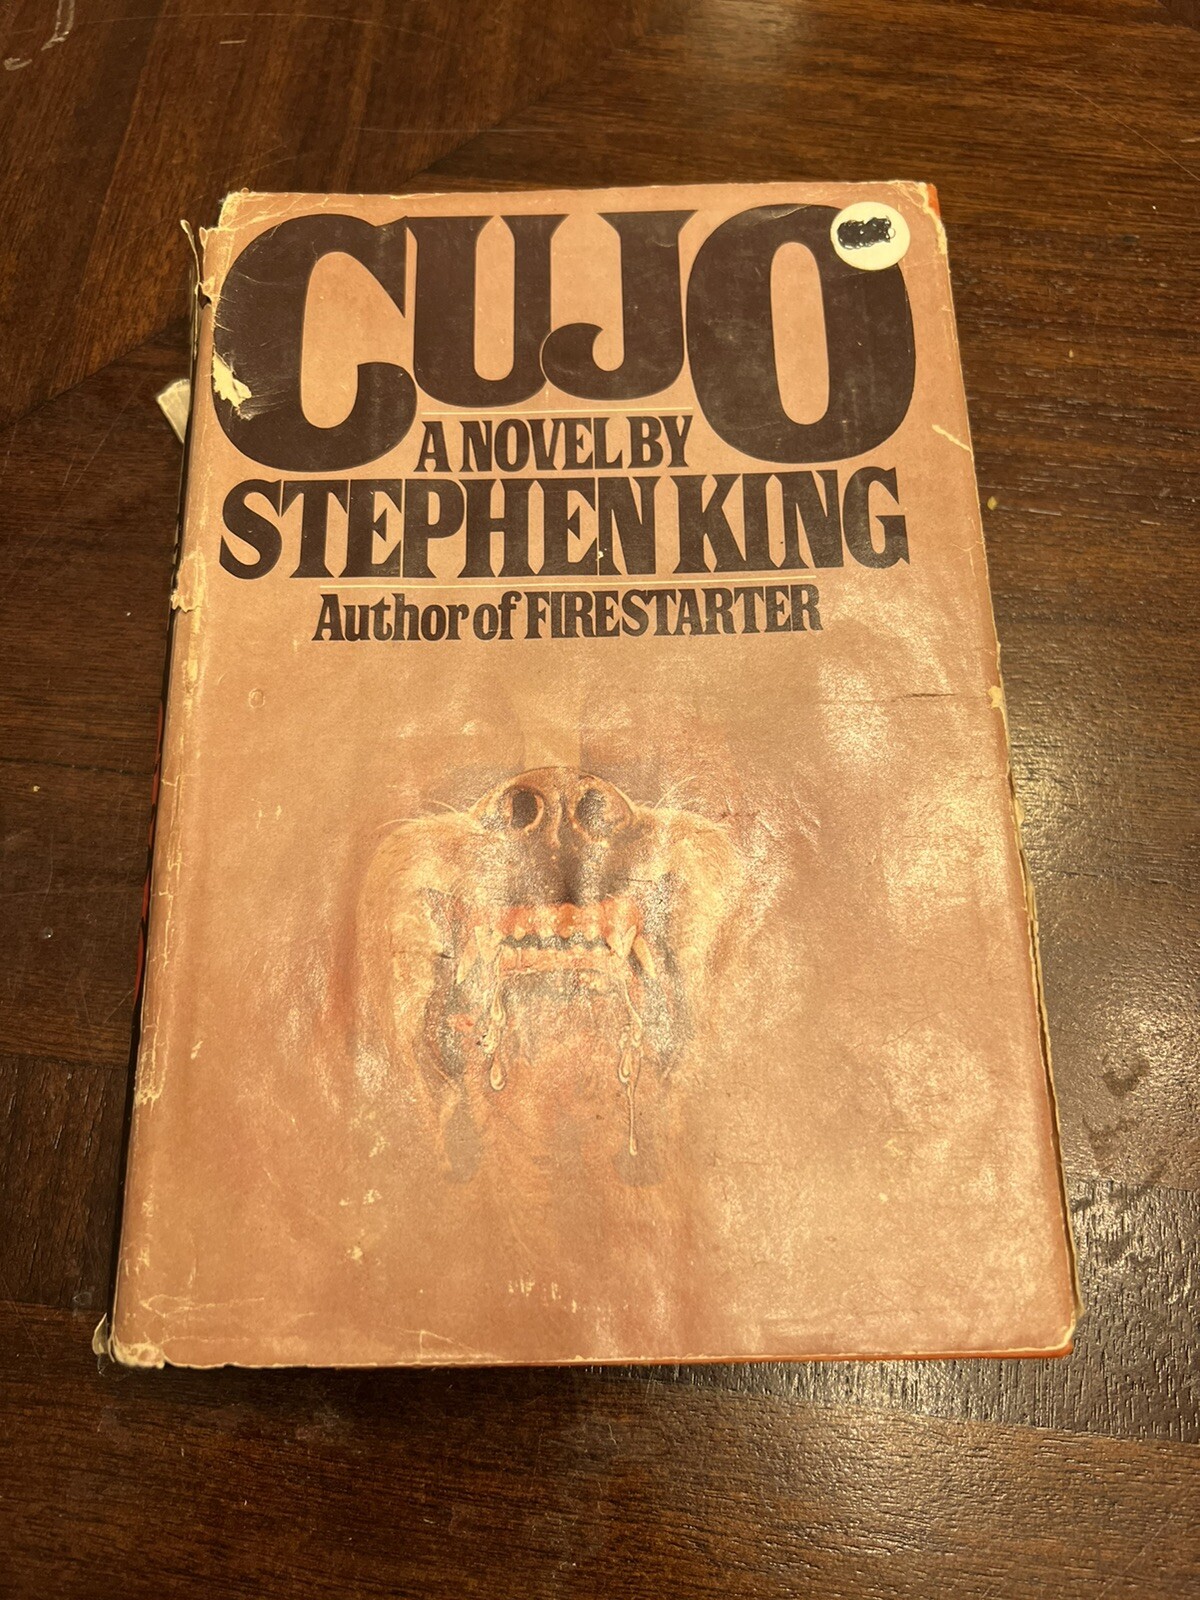 CUJO
A NOVEL BY
STEPHEN KING
Author of FIRESTARTER